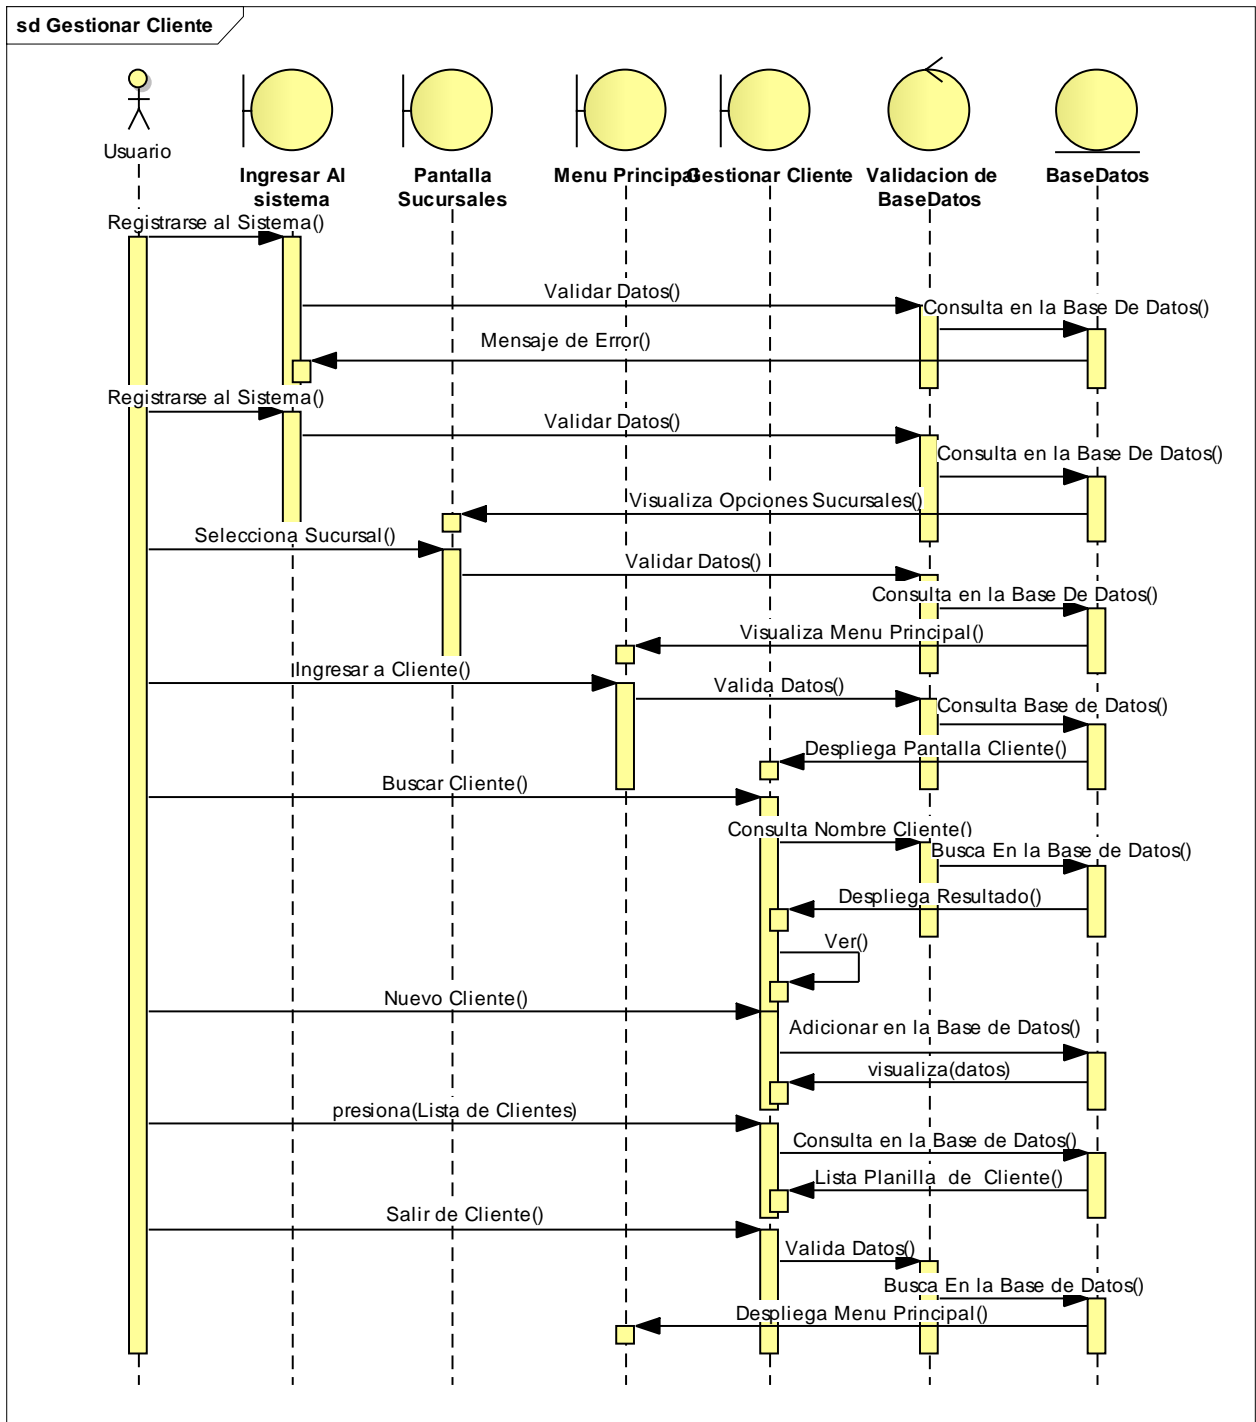 sd Gestionar Cliente
Usuario
Ingresar Al
sistema
Pantalla
Sucursales
Menu Principal
Gestionar Cliente
Validacion de
BaseDatos
BaseDatos
Registrarse al Sistema()
Validar Datos()
Consulta en la Base De Datos()
Mensaje de Error()
Registrarse al Sistema()
Validar Datos()
Consulta en la Base De Datos()
Visualiza Opciones Sucursales()
Selecciona Sucursal()
Validar Datos()
Consulta en la Base De Datos()
Visualiza Menu Principal()
Ingresar a Cliente()
Valida Datos()
Consulta Base de Datos()
Despliega Pantalla Cliente()
Buscar Cliente()
Consulta Nombre Cliente()
Busca En la Base de Datos()
Despliega Resultado()
Ver()
Nuevo Cliente()
Adicionar en la Base de Datos()
visualiza(datos)
presiona(Lista de Clientes)
Consulta en la Base de Datos()
Lista Planilla  de  Cliente()
Salir de Cliente()
Valida Datos()
Busca En la Base de Datos()
Despliega Menu Principal()